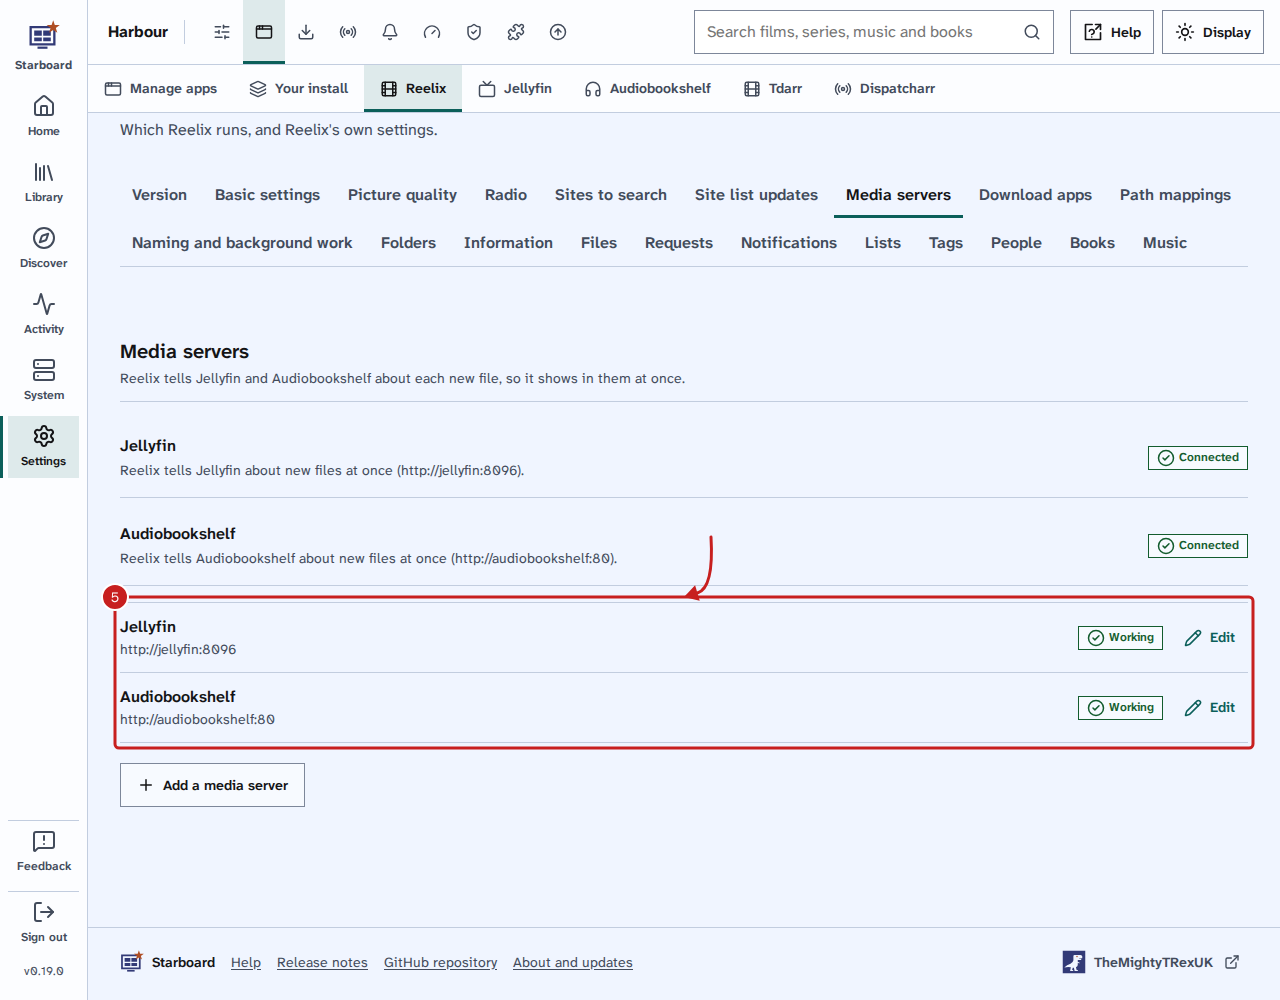 Starboard
Home
Library
Discover
Activity
System
Settings
Feedback
Sign out
v0.19.0
Harbour
Search films, series, music and books
Help
Display
Manage apps
Your install
Reelix
Jellyfin
Audiobookshelf
Tdarr
Dispatcharr
Which Reelix runs, and Reelix's own settings.
Version
Basic settings
Picture quality
Radio
Sites to search
Site list updates
Media servers
Download apps
Path mappings
Naming and background work
Folders
Information
Files
Requests
Notifications
Lists
Tags
People
Books
Music
Media servers
Reelix tells Jellyfin and Audiobookshelf about each new file, so it shows in them at once.
Jellyfin
Reelix tells Jellyfin about new files at once (http://jellyfin:8096).
Connected
Audiobookshelf
Reelix tells Audiobookshelf about new files at once (http://audiobookshelf:80).
Connected
5
Jellyfin
http://jellyfin:8096
Working
Edit
Audiobookshelf
http://audiobookshelf:80
Working
Edit
Add a media server
Starboard
Help
Release notes
GitHub repository
About and updates
TheMightyTRexUK